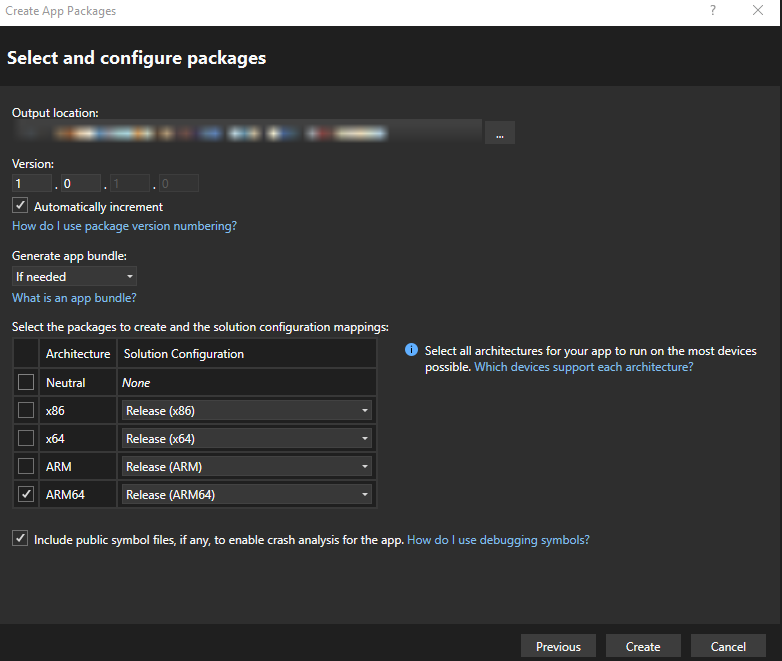 Create App Packages
?
Select and configure packages
Output location:
...
Version:
1 . 0 . 1 . 0
Automatically increment
How do I use package version numbering?
Generate app bundle:
If needed
What is an app bundle?
Select the packages to create and the solution configuration mappings:
Architecture Solution Configuration
Neutral None
x86 Release (x86)
x64 Release (x64)
ARM Release (ARM)
ARM64 Release (ARM64)
Select all architectures for your app to run on the most devices
possible. Which devices support each architecture?
Include public symbol files, if any, to enable crash analysis for the app. How do I use debugging symbols?
Previous Create Cancel